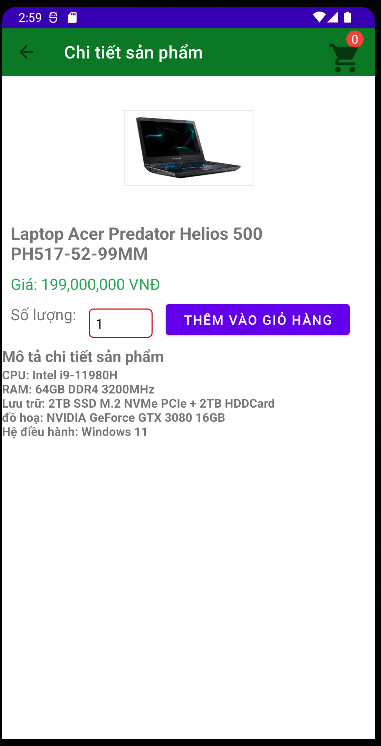 2:59
Chi tiết sản phẩm
0
Laptop Acer Predator Helios 500
PH517-52-99MM
Giá: 199,000,000 VNĐ
Số lượng:
1
THÊM VÀO GIỎ HÀNG
Mô tả chi tiết sản phẩm
CPU: Intel i9-11980H
RAM: 64GB DDR4 3200MHz
Lưu trữ: 2TB SSD M.2 NVMe PCIe + 2TB HDDCard
đồ hoạ: NVIDIA GeForce GTX 3080 16GB
Hệ điều hành: Windows 11